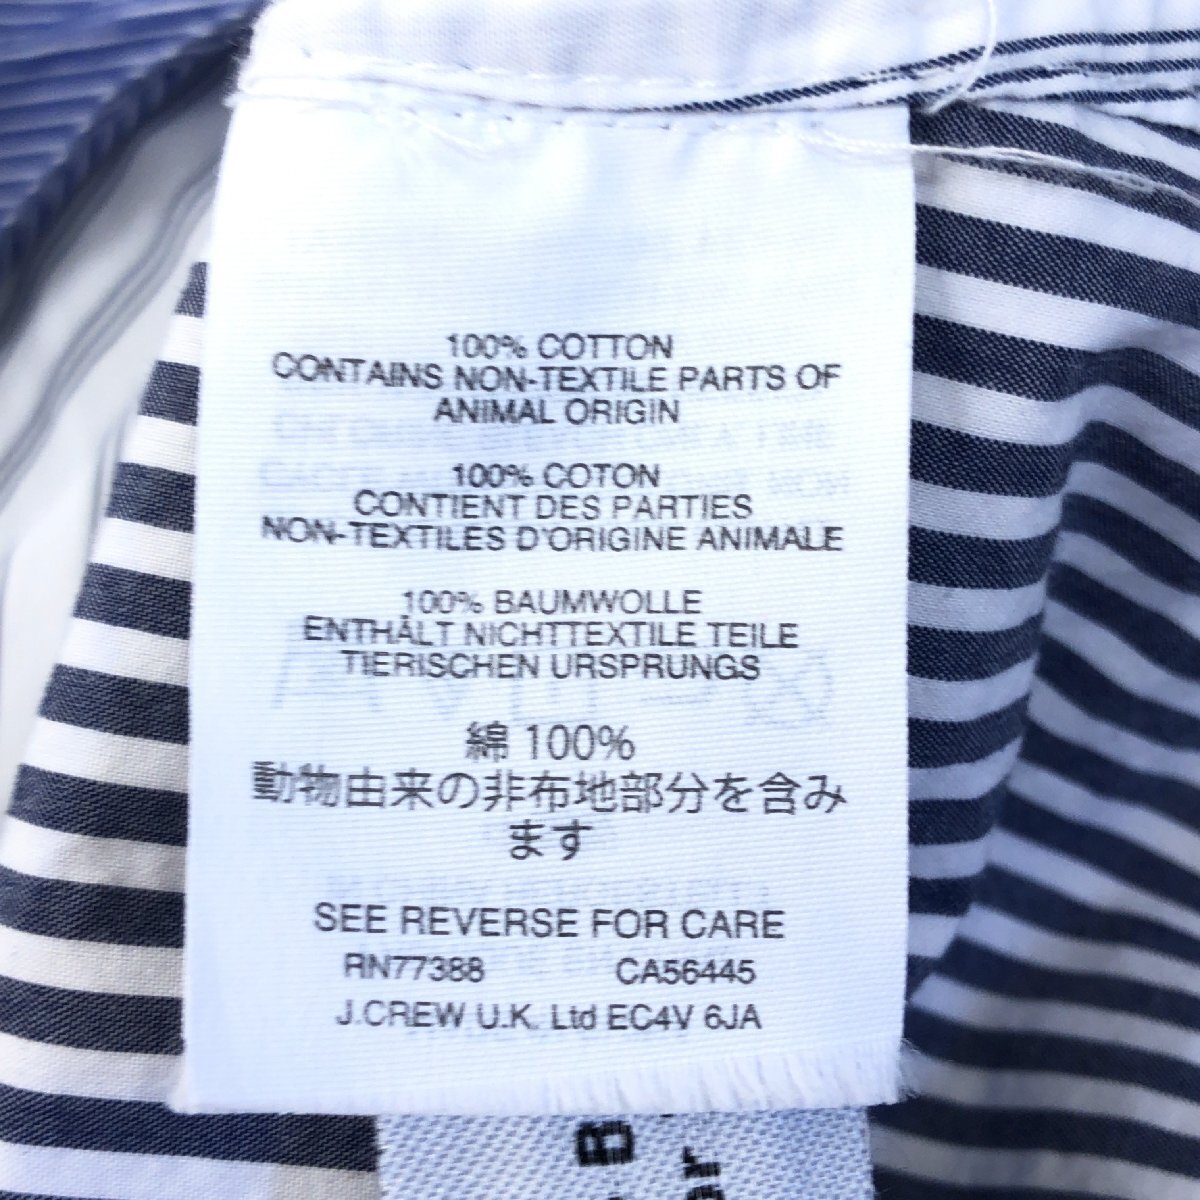 100% COTTON
CONTAINS NON-TEXTILE PARTS OF
ANIMAL ORIGIN
100% COTON
CONTIENT DES PARTIES
NON-TEXTILES D'ORIGINE ANIMALE
100% BAUMWOLLE
ENTHÄLT NICHTTEXTILE TEILE
TIERISCHEN URSPRUNGS
綿 100%
動物由来の非布地部分を含み
ます
SEE REVERSE FOR CARE
RN77388 CA56445
J.CREW U.K. Ltd EC4V 6JA